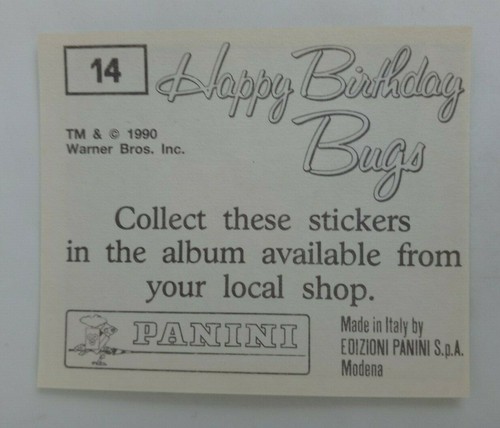 14
Happy Birthday
Bugs
TM & © 1990
Warner Bros. Inc.
Collect these stickers
in the album available from
your local shop.
PANINI
Made in Italy by
EDIZIONI PANINI S.p.A.
Modena